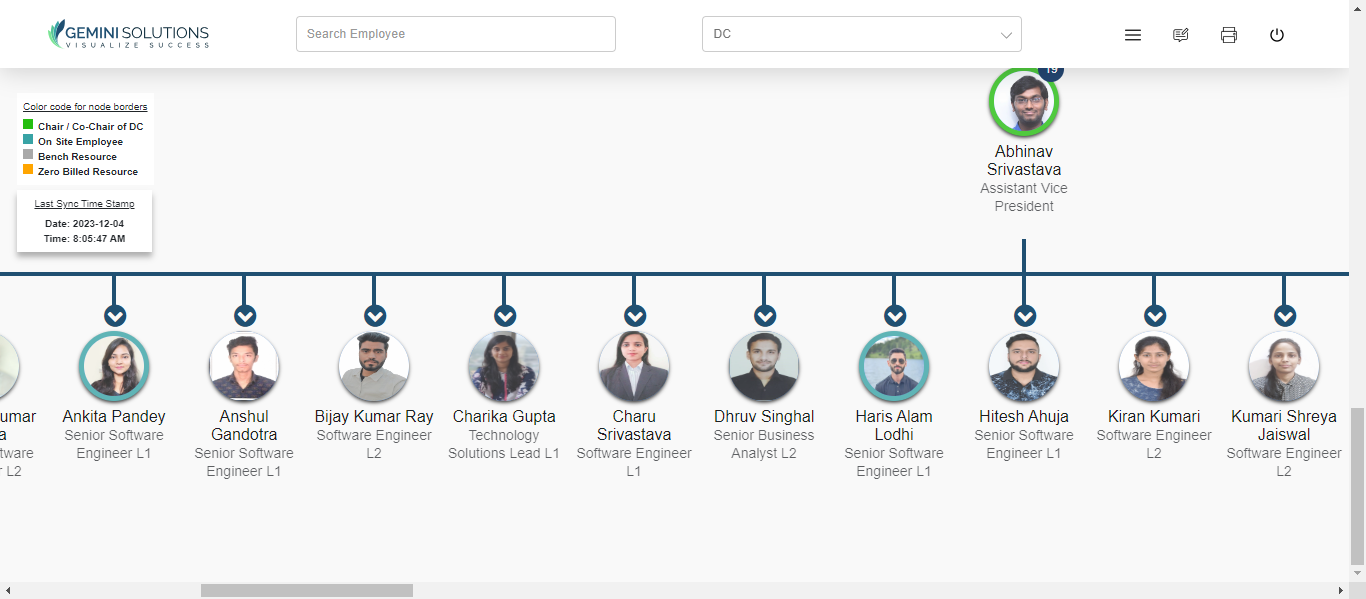 GEMINI SOLUTIONS
VISUALIZE SUCCESS
Search Employee
DC
Color code for node borders
Chair / Co-Chair of DC
On Site Employee
Bench Resource
Zero Billed Resource
Last Sync Time Stamp
Date: 2023-12-04
Time: 8:05:47 AM
19
Abhinav
Srivastava
Assistant Vice
President
Ankita Pandey
Senior Software
Engineer L1
Anshul
Gandotra
Senior Software
Engineer L1
Bijay Kumar Ray
Software Engineer
L2
Charika Gupta
Technology
Solutions Lead L1
Charu
Srivastava
Software Engineer
L1
Dhruv Singhal
Senior Business
Analyst L2
Haris Alam
Lodhi
Senior Software
Engineer L1
Hitesh Ahuja
Senior Software
Engineer L1
Kiran Kumari
Software Engineer
L2
Kumari Shreya
Jaiswal
Software Engineer
L2